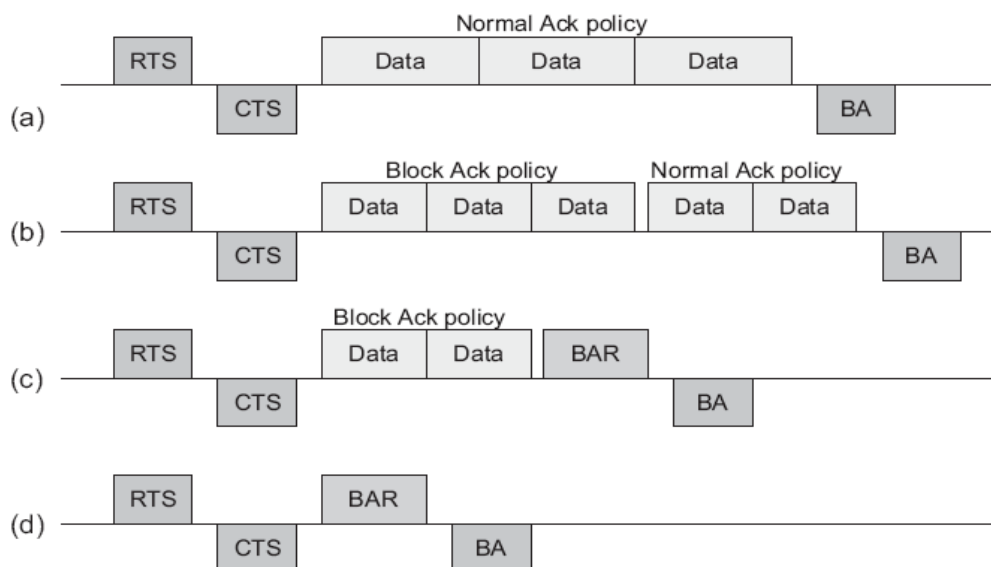 Normal Ack policy
RTS Data Data Data
(a) CTS BA
Block Ack policy Normal Ack policy
RTS Data Data Data Data Data
(b) CTS BA
Block Ack policy
RTS Data Data BAR
(c) CTS BA
RTS BAR
(d) CTS BA